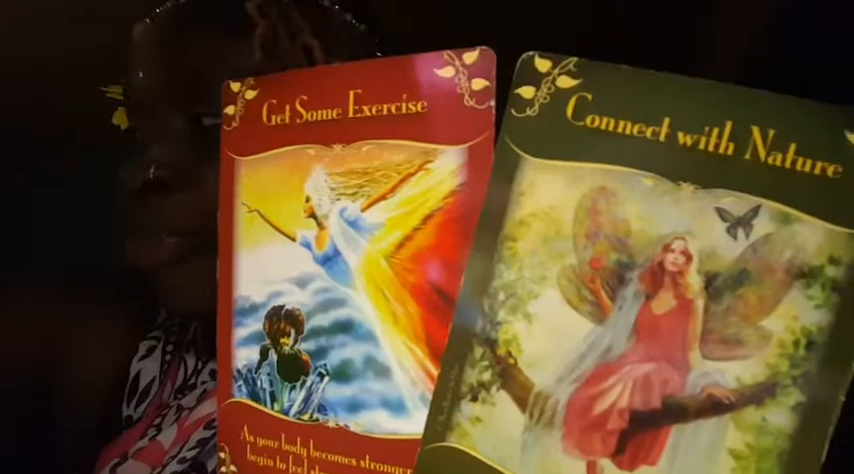 Get Some Exercise
Connect with Nature
As your body becomes stronger
begin to feel